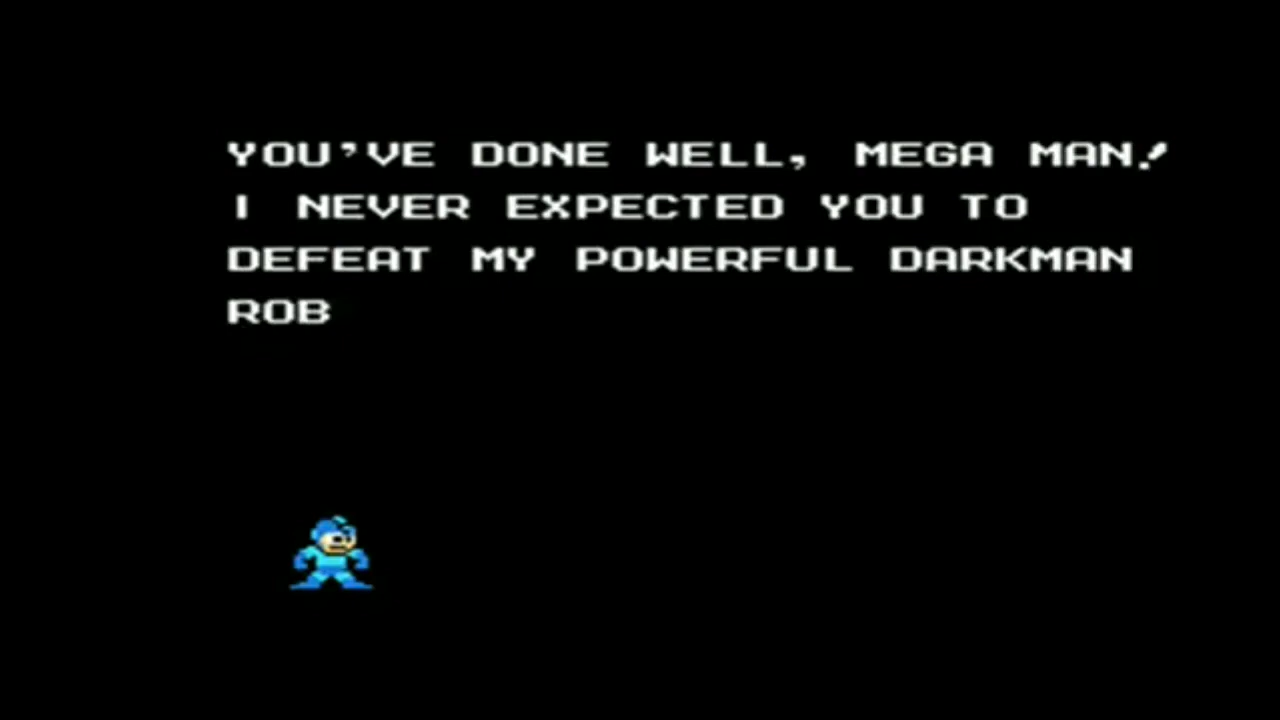 YOU'VE DONE WELL, MEGA MAN!
I NEVER EXPECTED YOU TO
DEFEAT MY POWERFUL DARKMAN
ROB